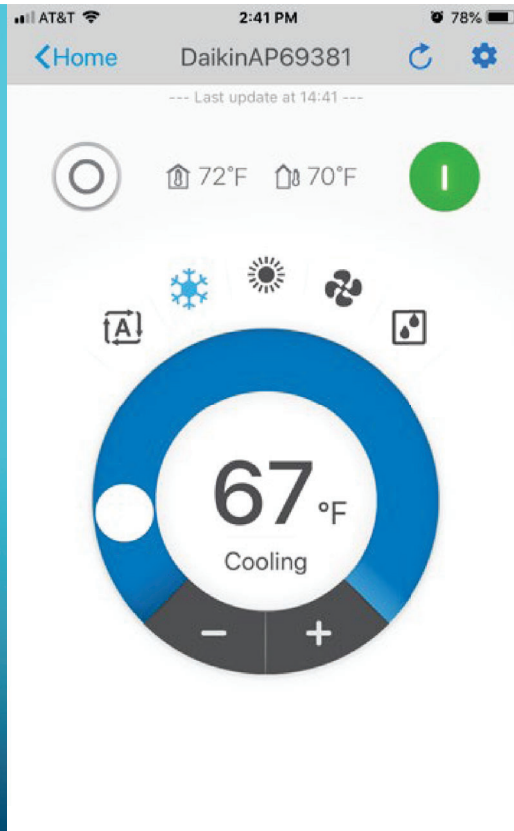 AT&T 2:41 PM 78%
Home DaikinAP69381
--- Last update at 14:41 ---
72°F 70°F
A
67 °F
Cooling
− +